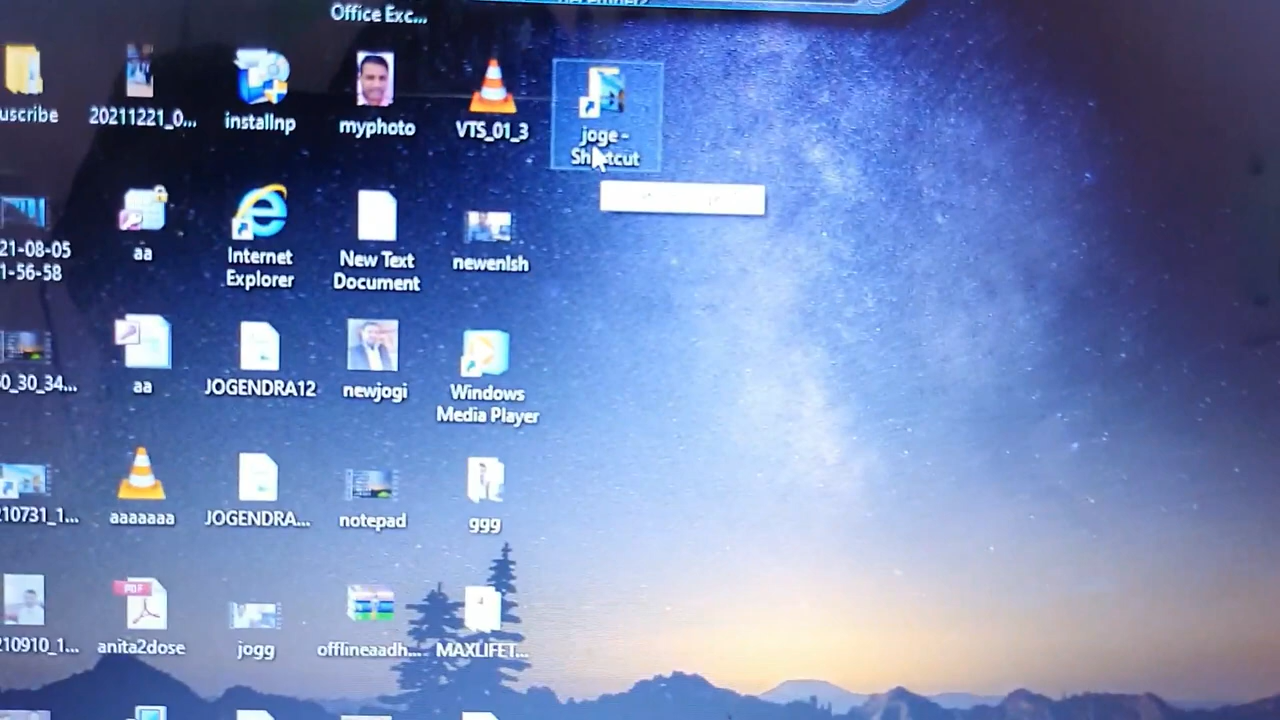 Office Exc...
uscribe
20211221_0...
installnp
myphoto
VTS_01_3
joge -
Shortcut
21-08-05
1-56-58
aa
Internet
Explorer
New Text
Document
newenlsh
0_30_34...
aa
JOGENDRA12
newjogi
Windows
Media Player
210731_1...
aaaaaaa
JOGENDRA...
notepad
ggg
210910_1...
PDF
anita2dose
jogg
offlineaadh...
MAXLIFET...